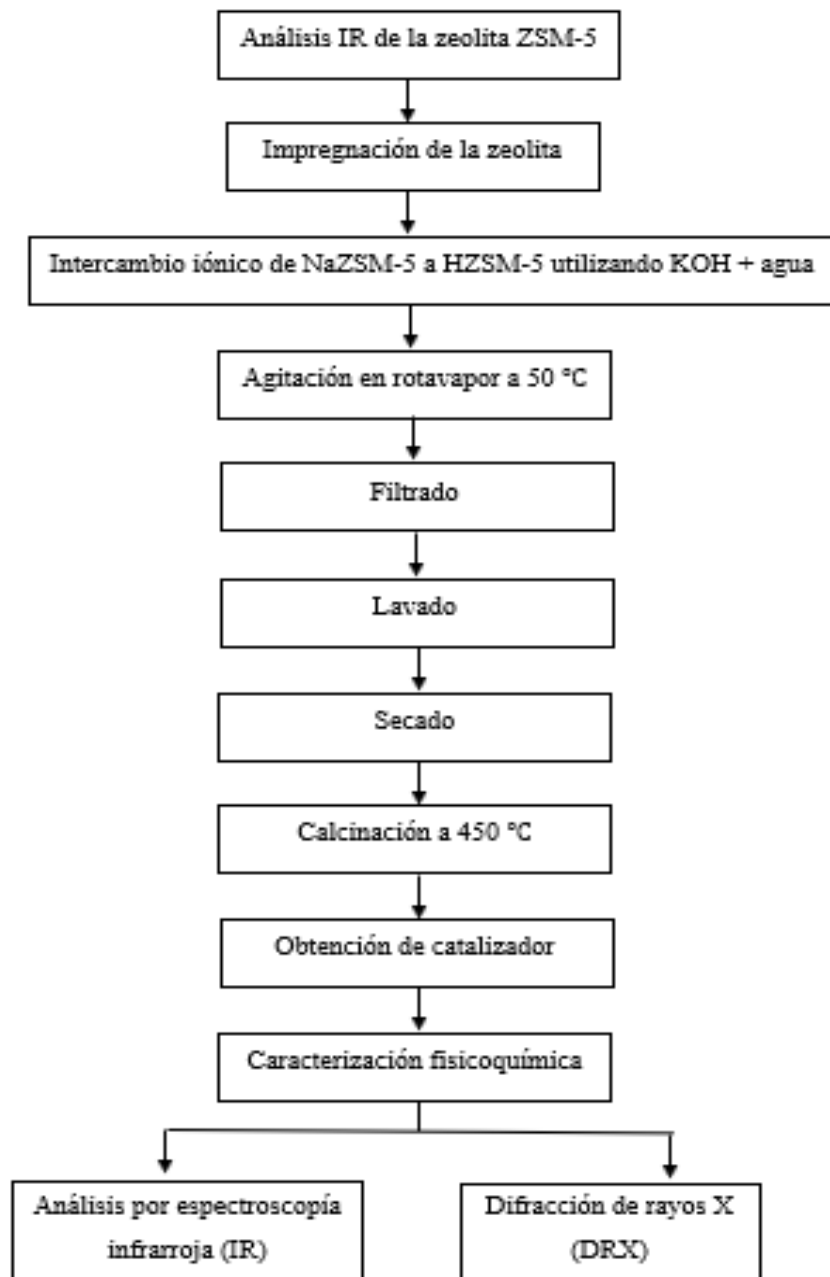 Análisis IR de la zeolita ZSM-5
Impregnación de la zeolita
Intercambio iónico de NaZSM-5 a HZSM-5 utilizando KOH + agua
Agitación en rotavapor a 50 °C
Filtrado
Lavado
Secado
Calcinación a 450 °C
Obtención de catalizador
Caracterización fisicoquímica
Análisis por espectroscopía
infrarroja (IR)
Difracción de rayos X
(DRX)